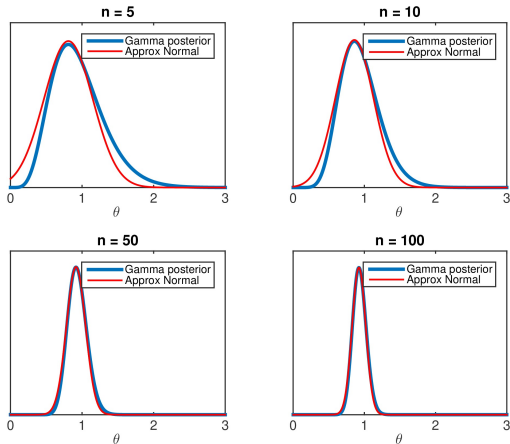 n = 5
Gamma posterior
Approx Normal
0 1 2 3
θ
n = 10
Gamma posterior
Approx Normal
0 1 2 3
θ
n = 50
Gamma posterior
Approx Normal
0 1 2 3
θ
n = 100
Gamma posterior
Approx Normal
0 1 2 3
θ